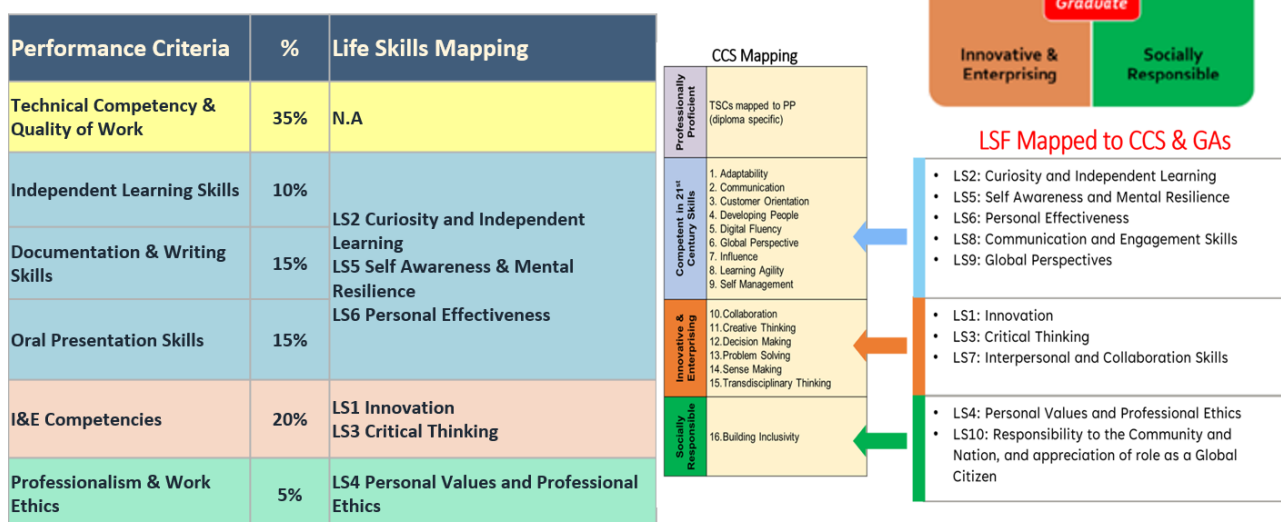 Performance Criteria % Life Skills Mapping
Technical Competency &
Quality of Work
35%
N.A
Independent Learning Skills
10%
Documentation & Writing
Skills
15%
Oral Presentation Skills
15%
LS2 Curiosity and Independent
Learning
LS5 Self Awareness & Mental
Resilience
LS6 Personal Effectiveness
I&E Competencies
20%
LS1 Innovation
LS3 Critical Thinking
Professionalism & Work
Ethics
5%
LS4 Personal Values and Professional
Ethics
CCS Mapping
Professionally
Proficient
TSCs mapped to PP
(diploma specific)
Competent in 21st
Century Skills
1. Adaptability
2. Communication
3. Customer Orientation
4. Developing People
5. Digital Fluency
6. Global Perspective
7. Influence
8. Learning Agility
9. Self Management
Innovative &
Enterprising
10.Collaboration
11.Creative Thinking
12.Decision Making
13.Problem Solving
14.Sense Making
15.Transdisciplinary Thinking
Socially
Responsible
16.Building Inclusivity
Graduate
Innovative &
Enterprising
Socially
Responsible
LSF Mapped to CCS & GAs
• LS2: Curiosity and Independent Learning
• LS5: Self Awareness and Mental Resilience
• LS6: Personal Effectiveness
• LS8: Communication and Engagement Skills
• LS9: Global Perspectives
• LS1: Innovation
• LS3: Critical Thinking
• LS7: Interpersonal and Collaboration Skills
• LS4: Personal Values and Professional Ethics
• LS10: Responsibility to the Community and
Nation, and appreciation of role as a Global
Citizen